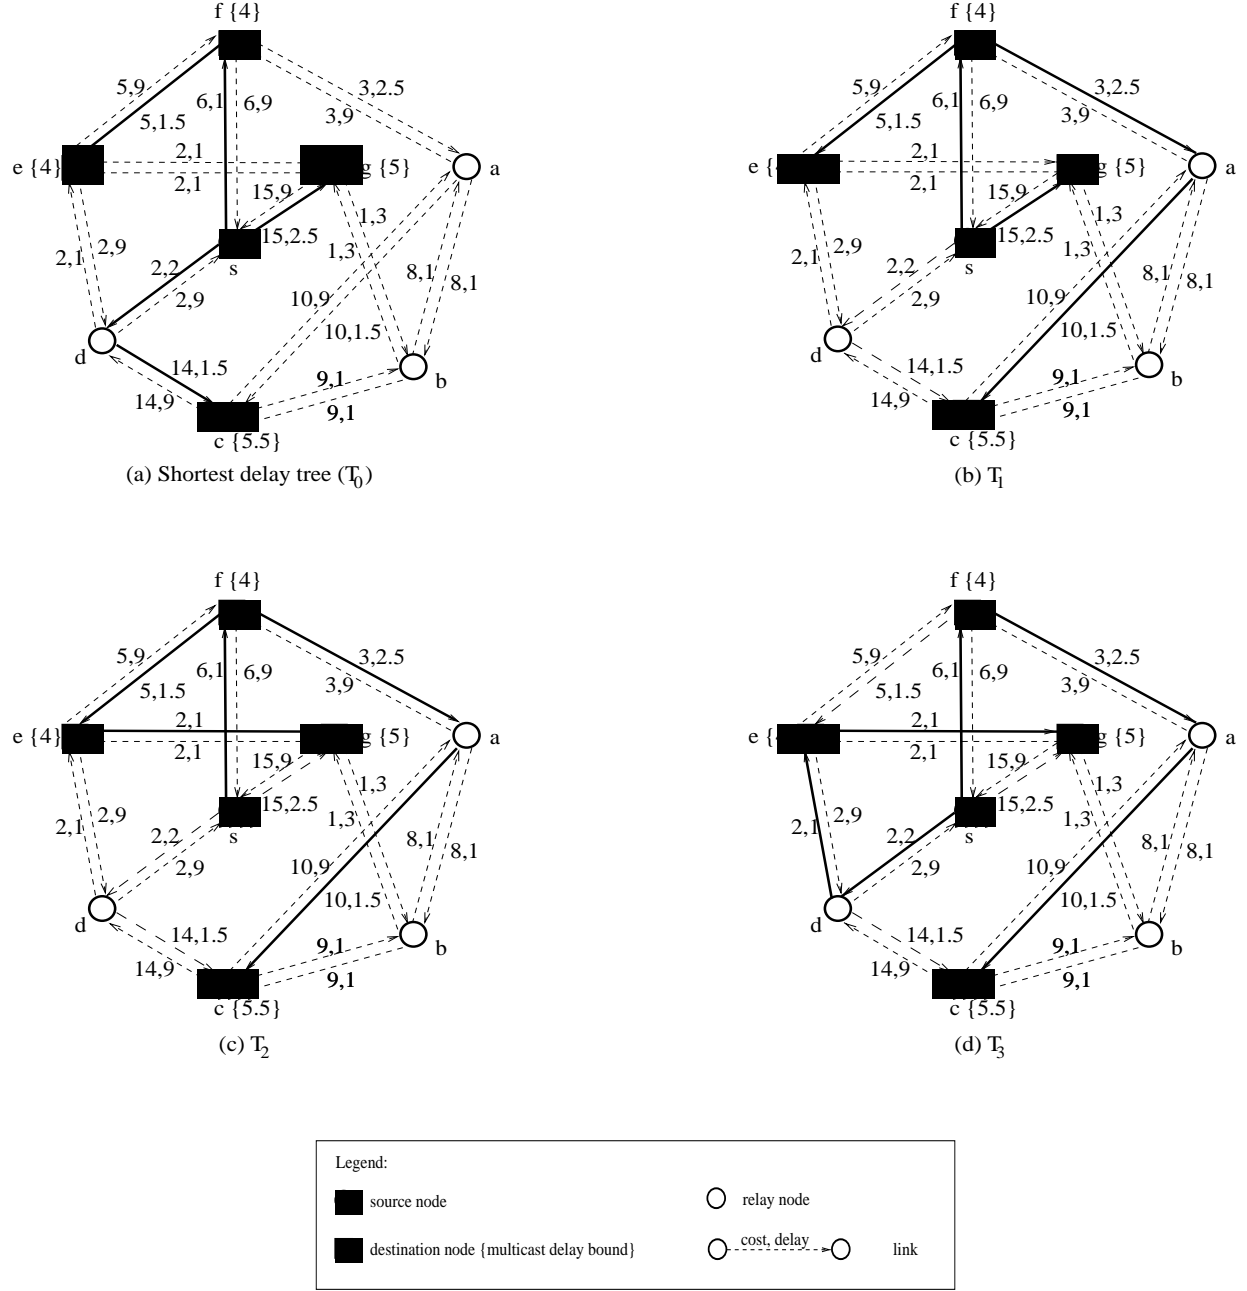 f {4}
5,9
5,1.5
6,1
6,9
3,2.5
3,9
e {4}
2,1
2,1
g {5}
a
15,9
15,2.5
1,3
1,3
s
2,1
2,9
2,2
2,9
10,9
10,1.5
8,1
8,1
d
14,1.5
14,9
9,1
9,1
b
c {5.5}
(a) Shortest delay tree (T0)
f {4}
5,9
5,1.5
6,1
6,9
3,2.5
3,9
e {
2,1
2,1
g {5}
a
15,9
15,2.5
1,3
1,3
s
2,1
2,9
2,2
2,9
10,9
10,1.5
8,1
8,1
d
14,1.5
14,9
9,1
9,1
b
c {5.5}
(b) T1
f {4}
5,9
5,1.5
6,1
6,9
3,2.5
3,9
e {4}
2,1
2,1
g {5}
a
15,9
15,2.5
1,3
1,3
s
2,1
2,9
2,2
2,9
10,9
10,1.5
8,1
8,1
d
14,1.5
14,9
9,1
9,1
b
c {5.5}
(c) T2
f {4}
5,9
5,1.5
6,1
6,9
3,2.5
3,9
e {
2,1
2,1
g {5}
a
15,9
15,2.5
1,3
1,3
s
2,1
2,9
2,2
2,9
10,9
10,1.5
8,1
8,1
d
14,1.5
14,9
9,1
9,1
b
c {5.5}
(d) T3
Legend:
source node
relay node
destination node {multicast delay bound}
cost, delay
link